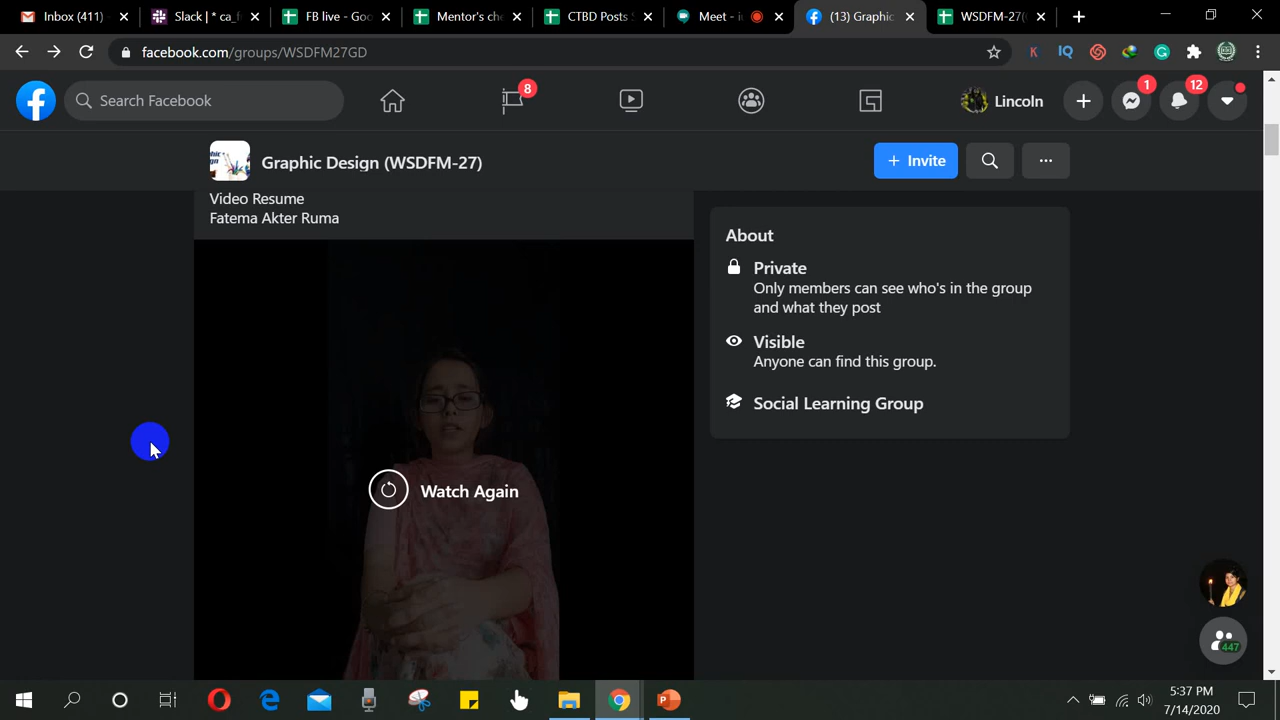 Inbox (411)
Slack | * ca_f
FB live - Goo
Mentor's che
CTBD Posts S
Meet - i
(13) Graphic
WSDFM-27(
facebook.com/groups/WSDFM27GD
Search Facebook
8
Lincoln
1
12
Graphic Design (WSDFM-27)
Invite
Video Resume
Fatema Akter Ruma
Watch Again
About
Private
Only members can see who's in the group
and what they post
Visible
Anyone can find this group.
Social Learning Group
447
5:37 PM
7/14/2020